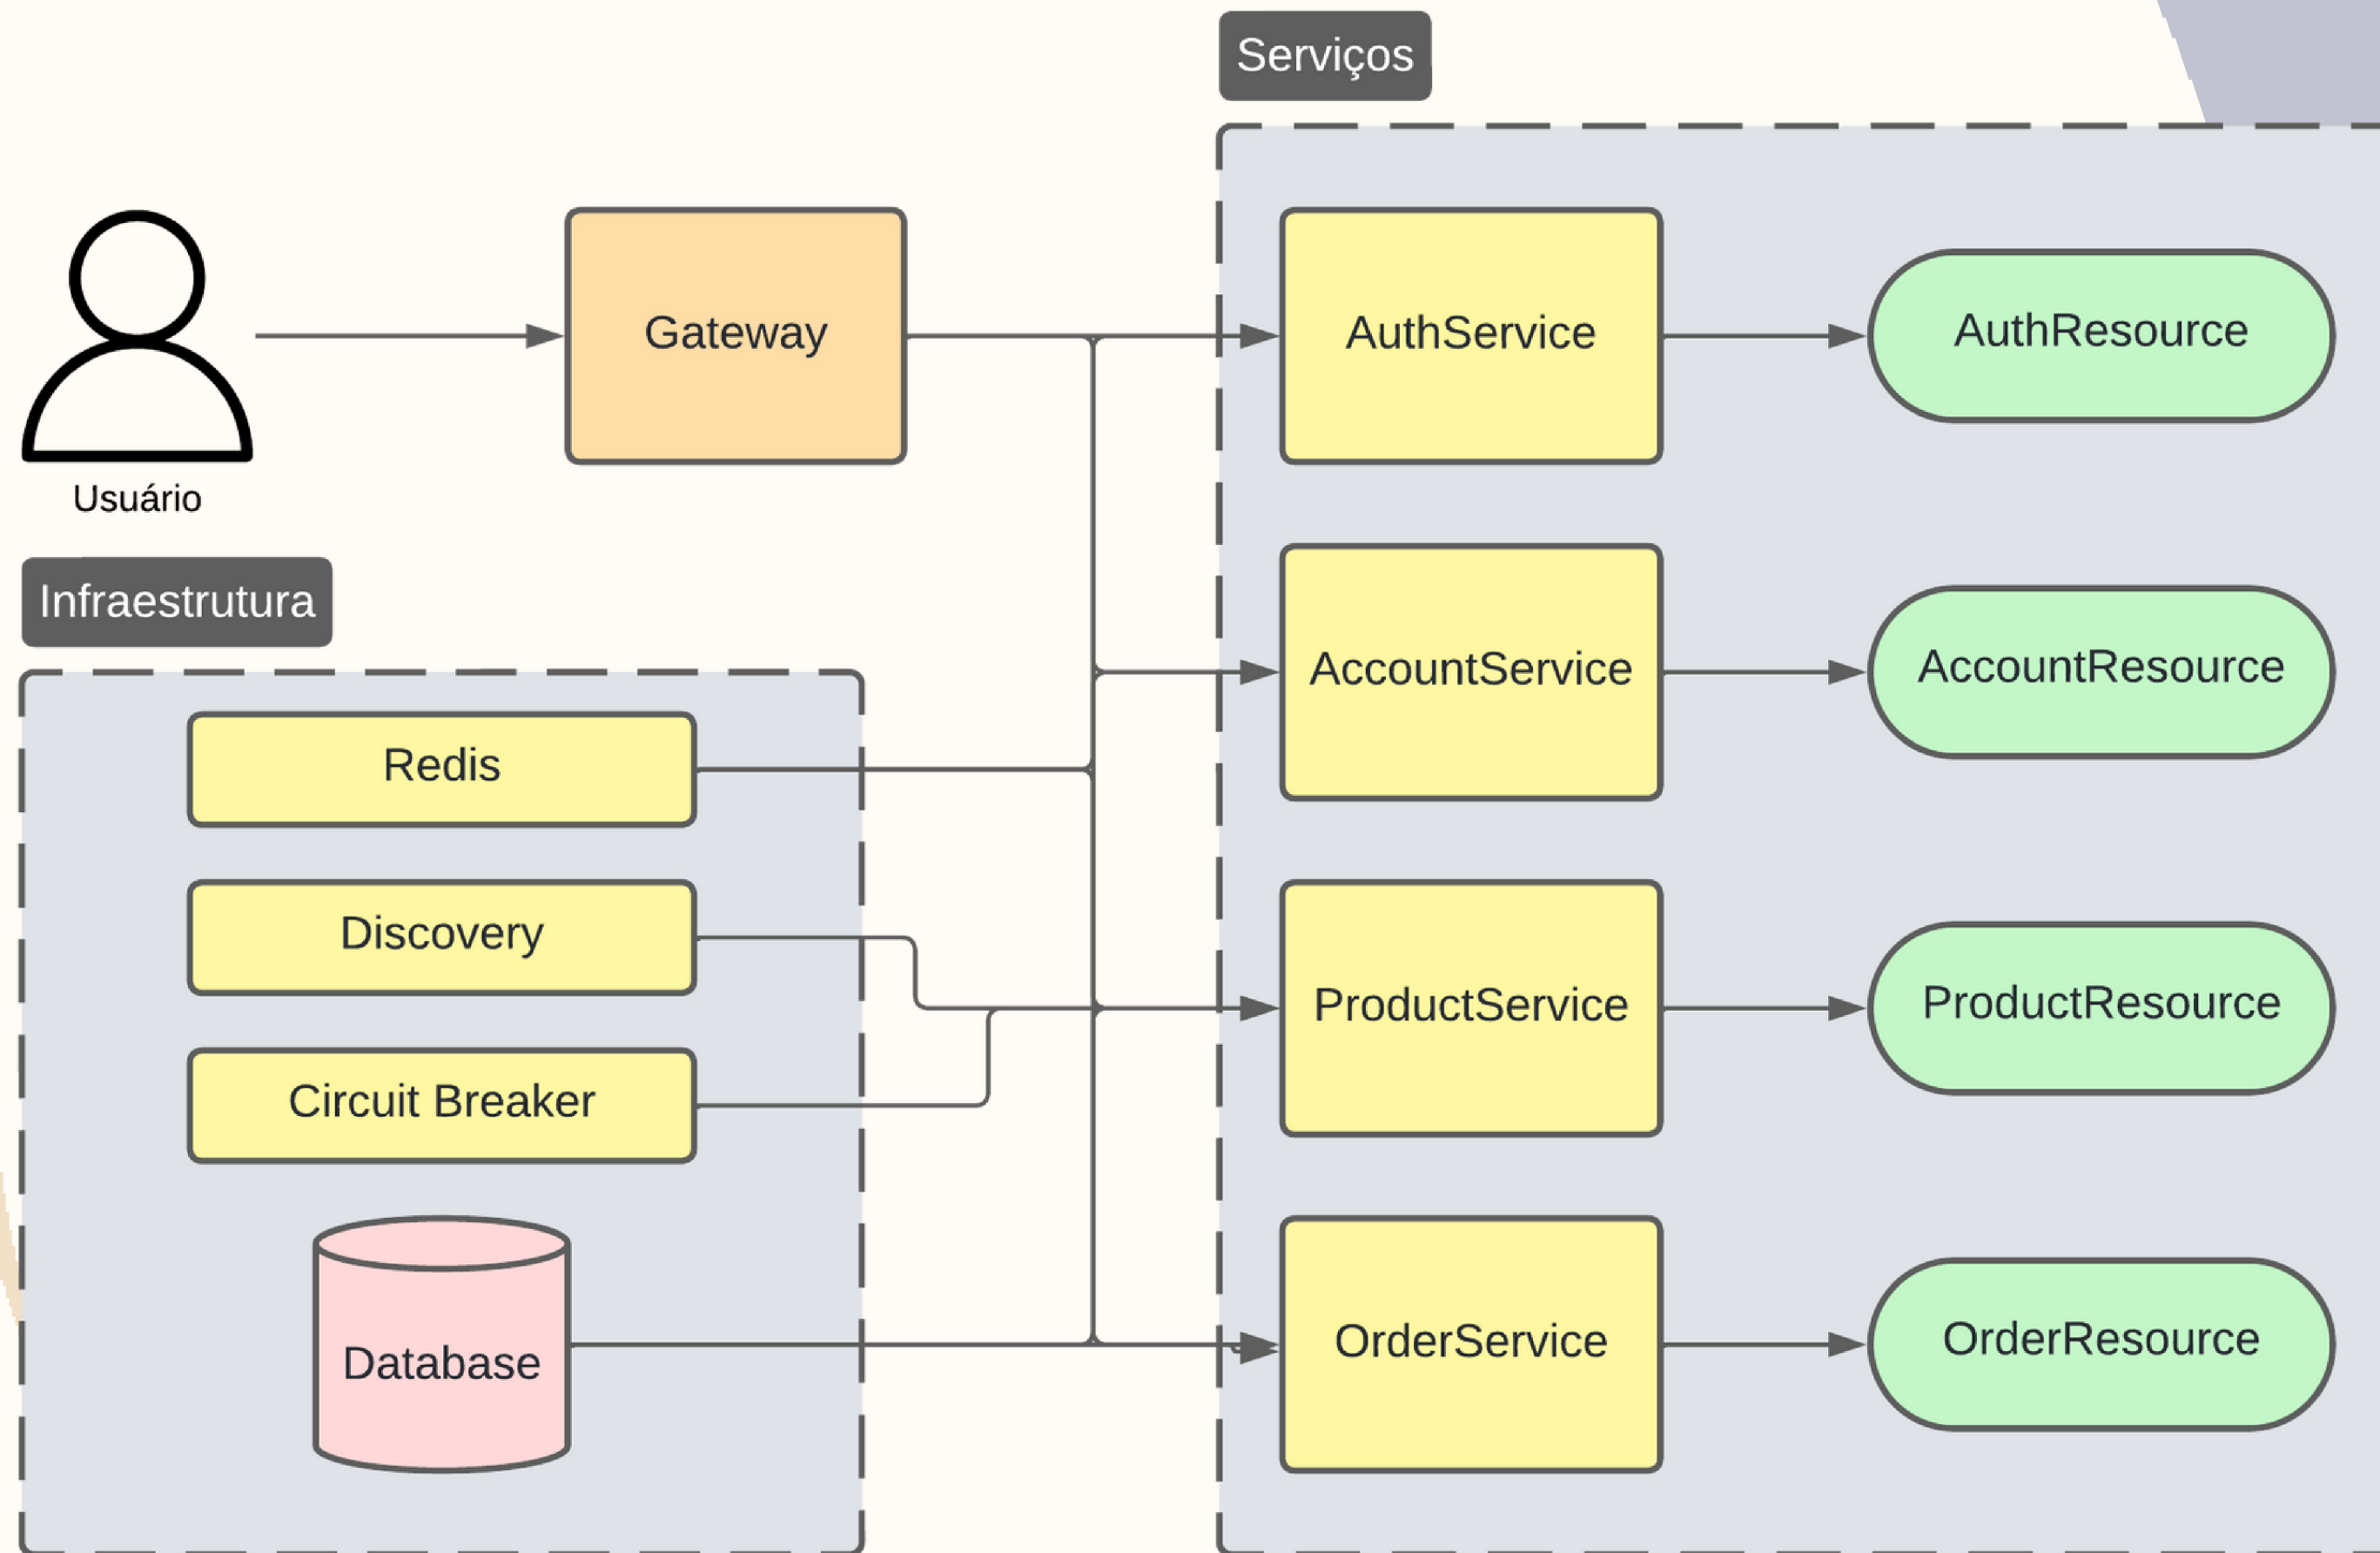 Serviços
Usuário
Gateway
AuthService
AuthResource
AccountService
AccountResource
ProductService
ProductResource
OrderService
OrderResource
Infraestrutura
Redis
Discovery
Circuit Breaker
Database